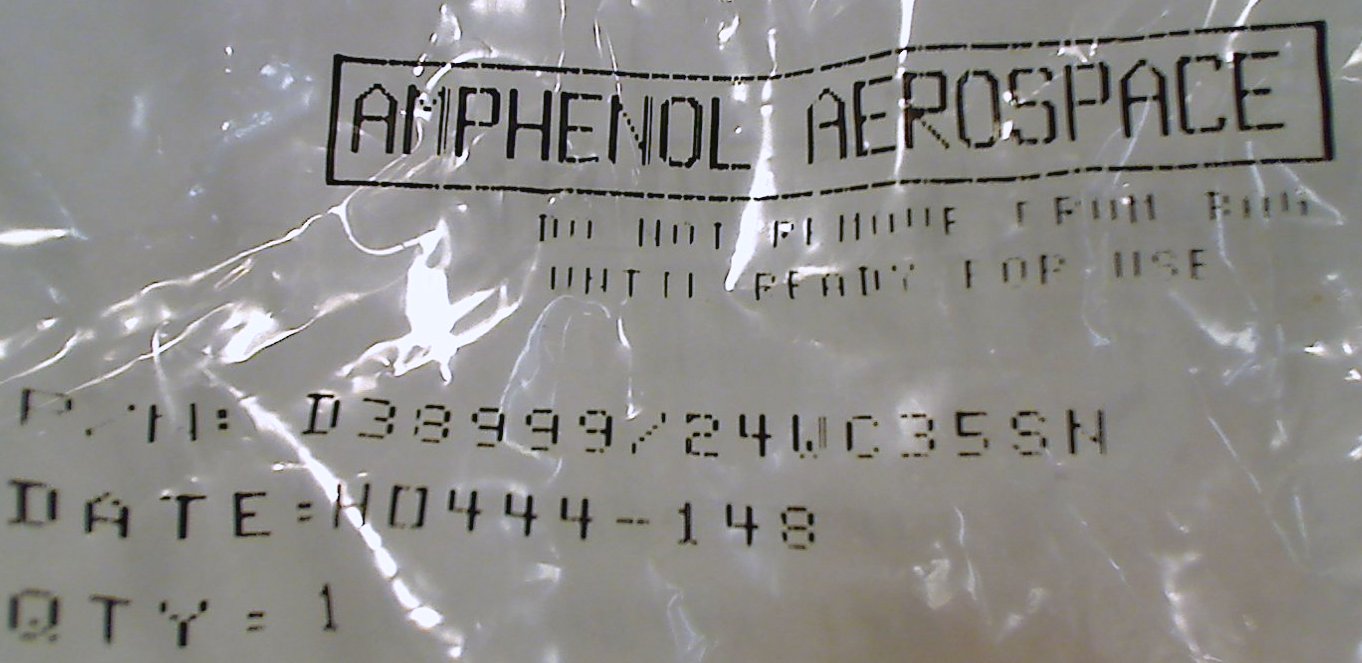 AMPHENOL AEROSPACE
DO NOT REMOVE FROM BAG
UNTIL READY FOR USE
P/N: D38999/24WC35SN
DATE=H0444-148
QTY= 1